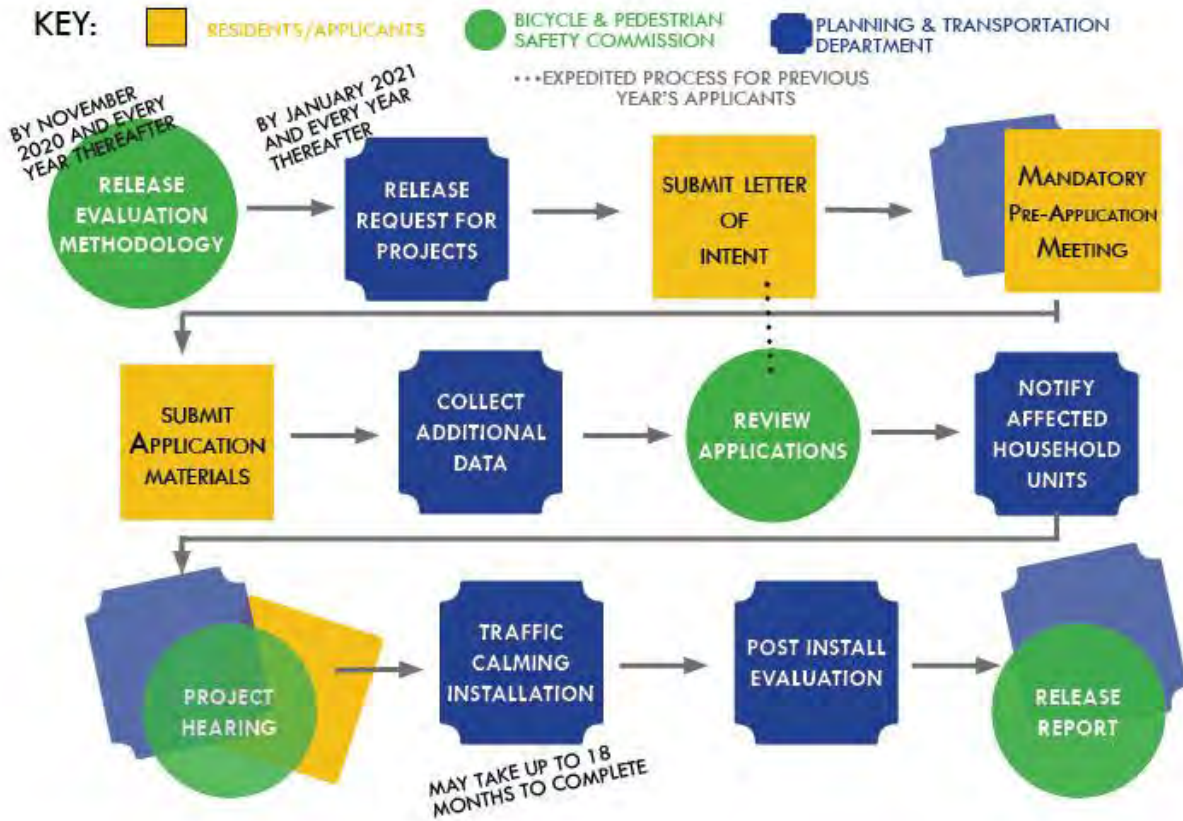 KEY:
RESIDENTS/APPLICANTS
BICYCLE & PEDESTRIAN
SAFETY COMMISSION
PLANNING & TRANSPORTATION
DEPARTMENT
•••EXPEDITED PROCESS FOR PREVIOUS
YEAR'S APPLICANTS
BY NOVEMBER
2020 AND EVERY
YEAR THEREAFTER
RELEASE
EVALUATION
METHODOLOGY
BY JANUARY 2021
AND EVERY YEAR
THEREAFTER
RELEASE
REQUEST FOR
PROJECTS
SUBMIT LETTER
OF
INTENT
MANDATORY
PRE-APPLICATION
MEETING
SUBMIT
APPLICATION
MATERIALS
COLLECT
ADDITIONAL
DATA
REVIEW
APPLICATIONS
NOTIFY
AFFECTED
HOUSEHOLD
UNITS
PROJECT
HEARING
TRAFFIC
CALMING
INSTALLATION
MAY TAKE UP TO 18
MONTHS TO COMPLETE
POST INSTALL
EVALUATION
RELEASE
REPORT